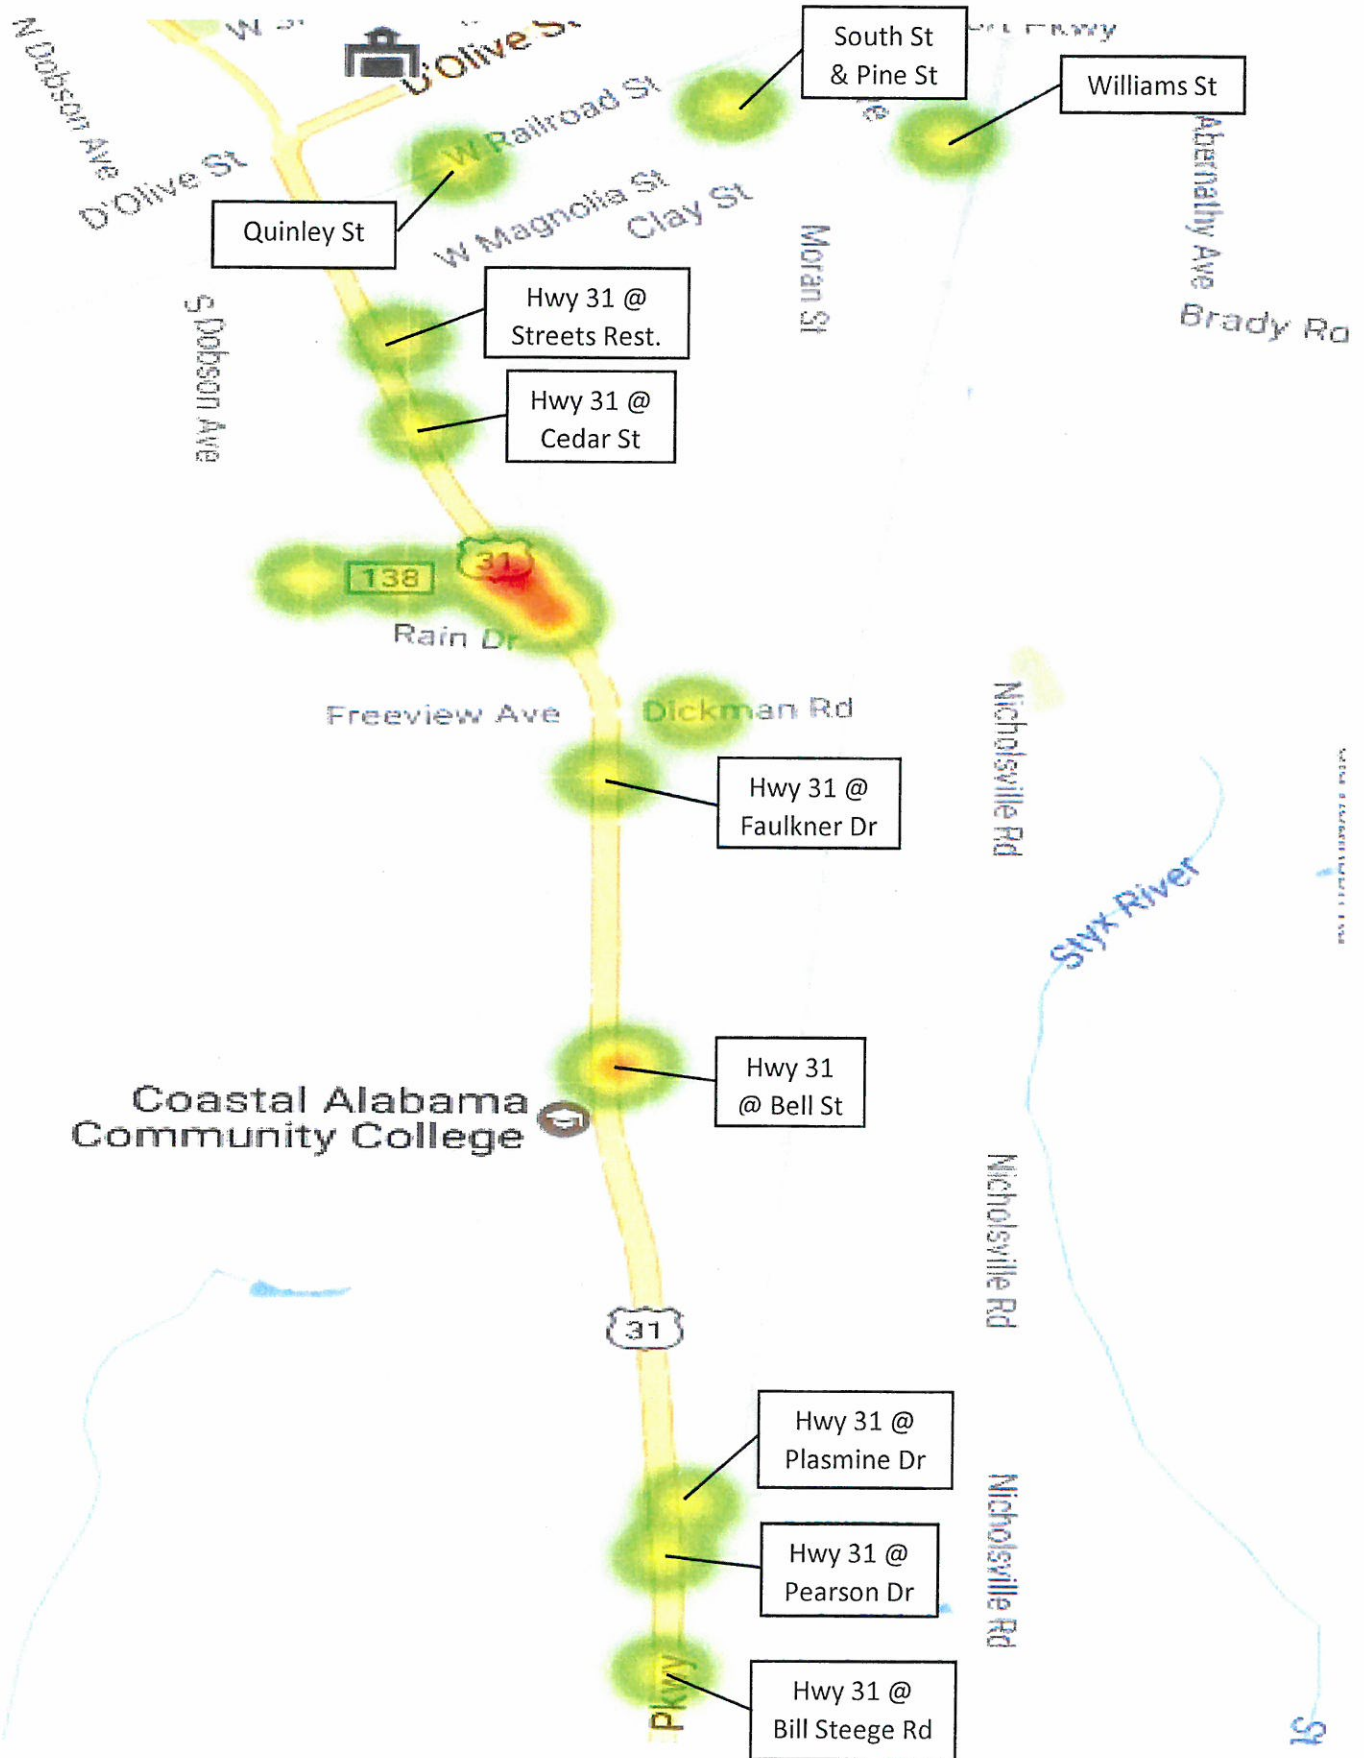 N Dobson Ave
D'Olive St
South St
& Pine St
Pkwy
Williams St
W Railroad St
D'Olive St
Abernathy Ave
Quinley St
W Magnolia St
Clay St
Moran St
Hwy 31 @
Streets Rest.
S Dobson Ave
Brady Rd
Hwy 31 @
Cedar St
31
138
Rain Dr
Freeview Ave
Dickman Rd
Nicholsville Rd
Hwy 31 @
Faulkner Dr
Styx River
Hwy 31
@ Bell St
Coastal Alabama
Community College
Nicholsville Rd
31
Hwy 31 @
Plasmine Dr
Nicholsville Rd
Hwy 31 @
Pearson Dr
Pkwy
Hwy 31 @
Bill Steege Rd
St